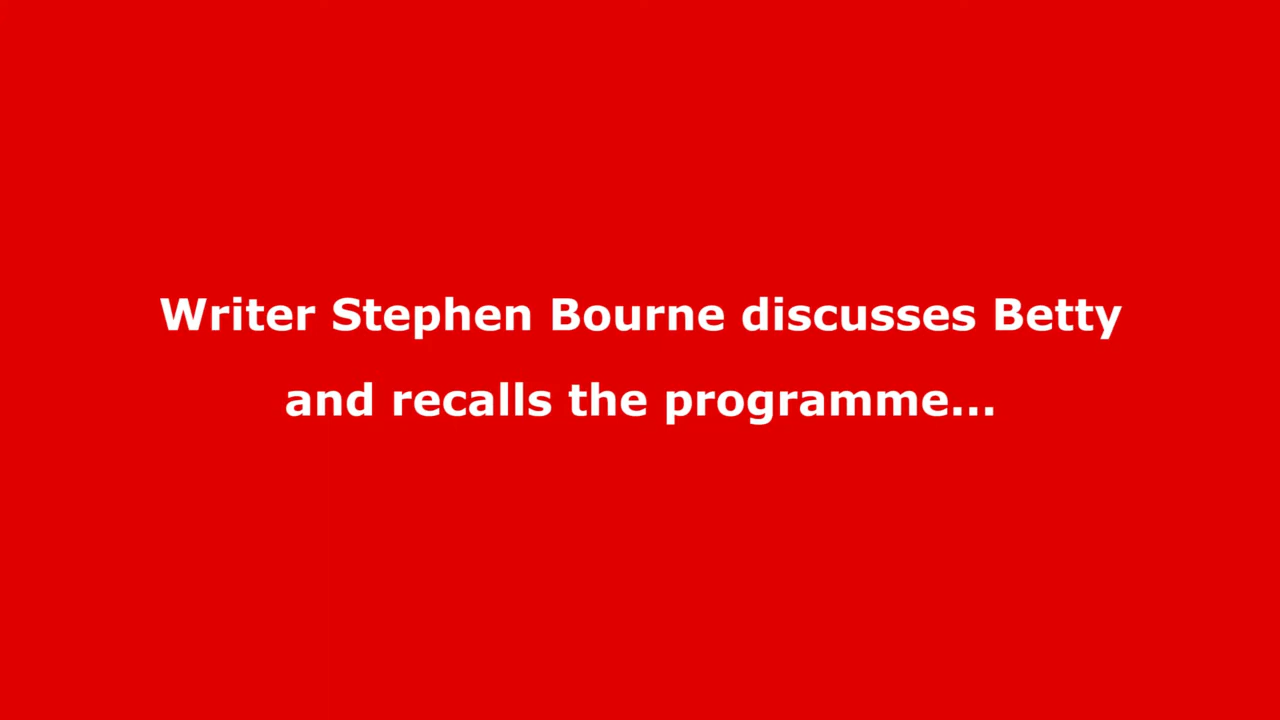 Writer Stephen Bourne discusses Betty
and recalls the programme...